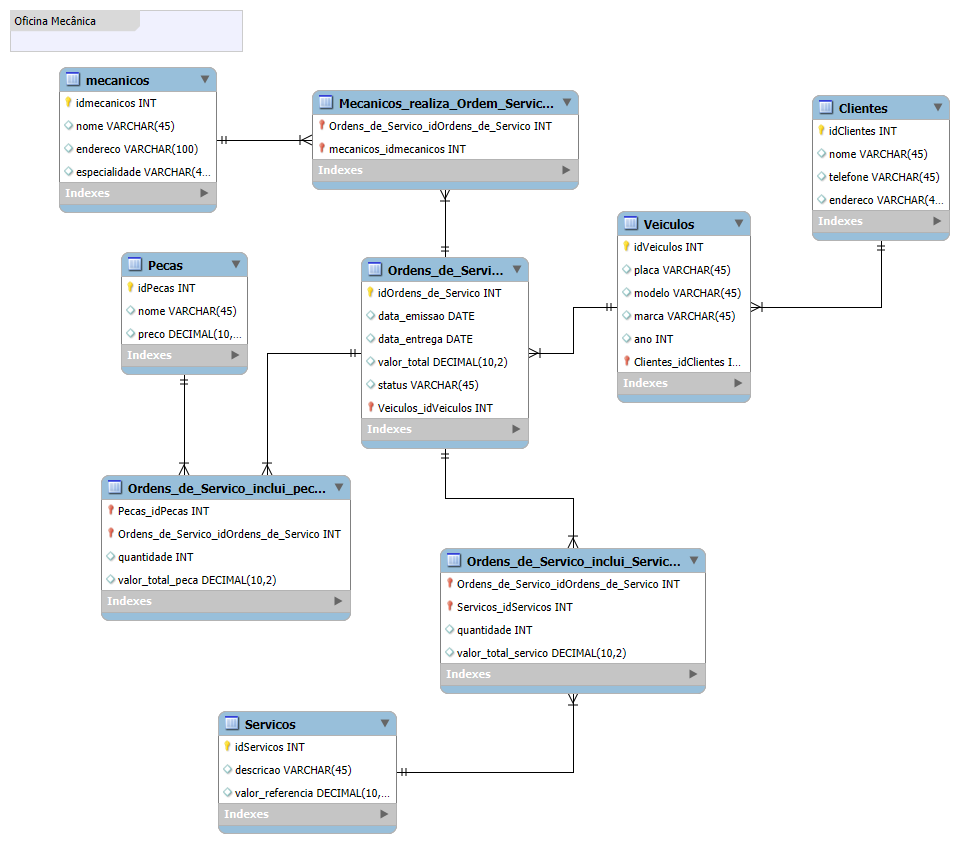 Oficina Mecânica
mecanicos
idmecanicos INT
nome VARCHAR(45)
endereco VARCHAR(100)
especialidade VARCHAR(4...
Indexes
Mecanicos_realiza_Ordem_Servic...
Ordens_de_Servico_idOrdens_de_Servico INT
mecanicos_idmecanicos INT
Indexes
Clientes
idClientes INT
nome VARCHAR(45)
telefone VARCHAR(45)
endereco VARCHAR(4...
Indexes
Veiculos
idVeiculos INT
placa VARCHAR(45)
modelo VARCHAR(45)
marca VARCHAR(45)
ano INT
Clientes_idClientes I...
Indexes
Pecas
idPecas INT
nome VARCHAR(45)
preco DECIMAL(10,...
Indexes
Ordens_de_Servi...
idOrdens_de_Servico INT
data_emissao DATE
data_entrega DATE
valor_total DECIMAL(10,2)
status VARCHAR(45)
Veiculos_idVeiculos INT
Indexes
Ordens_de_Servico_inclui_pec...
Pecas_idPecas INT
Ordens_de_Servico_idOrdens_de_Servico INT
quantidade INT
valor_total_peca DECIMAL(10,2)
Indexes
Ordens_de_Servico_inclui_Servic...
Ordens_de_Servico_idOrdens_de_Servico INT
Servicos_idServicos INT
quantidade INT
valor_total_servico DECIMAL(10,2)
Indexes
Servicos
idServicos INT
descricao VARCHAR(45)
valor_referencia DECIMAL(10,...
Indexes